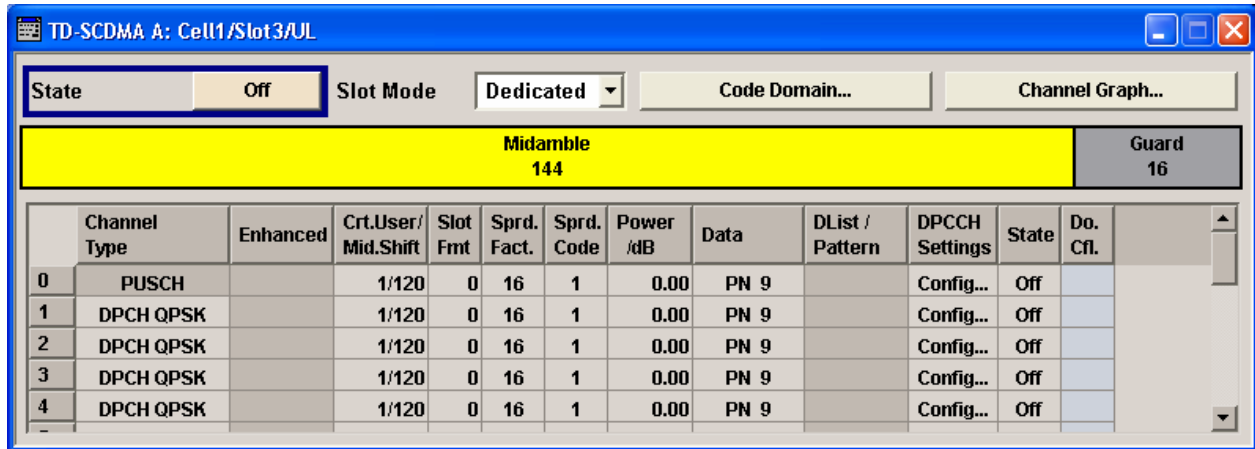 TD-SCDMA A: Cell1/Slot3/UL
State Off Slot Mode Dedicated Code Domain... Channel Graph...
Midamble Guard
144 16
Channel Type Enhanced Crt.User/ Mid.Shift Slot Fmt Sprd. Fact. Sprd. Code Power /dB Data DList / Pattern DPCCH Settings State Do. Cfl.
0 PUSCH 1/120 0 16 1 0.00 PN 9 Config... Off
1 DPCH QPSK 1/120 0 16 1 0.00 PN 9 Config... Off
2 DPCH QPSK 1/120 0 16 1 0.00 PN 9 Config... Off
3 DPCH QPSK 1/120 0 16 1 0.00 PN 9 Config... Off
4 DPCH QPSK 1/120 0 16 1 0.00 PN 9 Config... Off